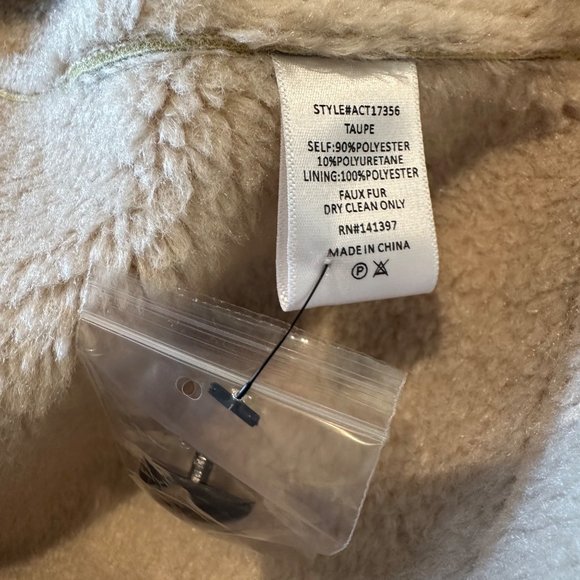 STYLE#ACT17356
TAUPE
SELF:90%POLYESTER
10%POLYURETANE
LINING:100%POLYESTER
FAUX FUR
DRY CLEAN ONLY
RN#141397
MADE IN CHINA
P